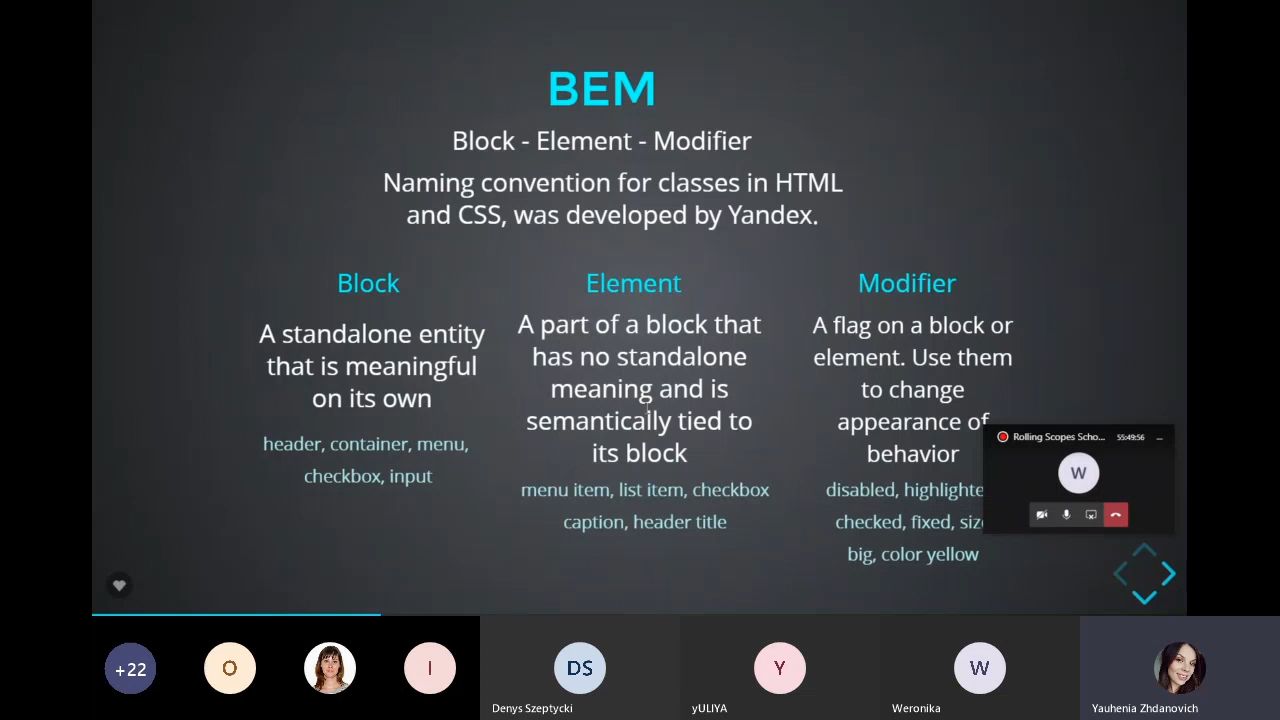 BEM
Block - Element - Modifier
Naming convention for classes in HTML
and CSS, was developed by Yandex.
Block
A standalone entity
that is meaningful
on its own
header, container, menu,
checkbox, input
Element
A part of a block that
has no standalone
meaning and is
semantically tied to
its block
menu item, list item, checkbox
caption, header title
Modifier
A flag on a block or
element. Use them
to change
appearance of
behavior
disabled, highlighte
checked, fixed, siz
big, color yellow
Rolling Scopes Scho... 55:49:56
W
+22
O
I
DS
Denys Szeptycki
Y
yULIYA
W
Weronika
Yauhenia Zhdanovich